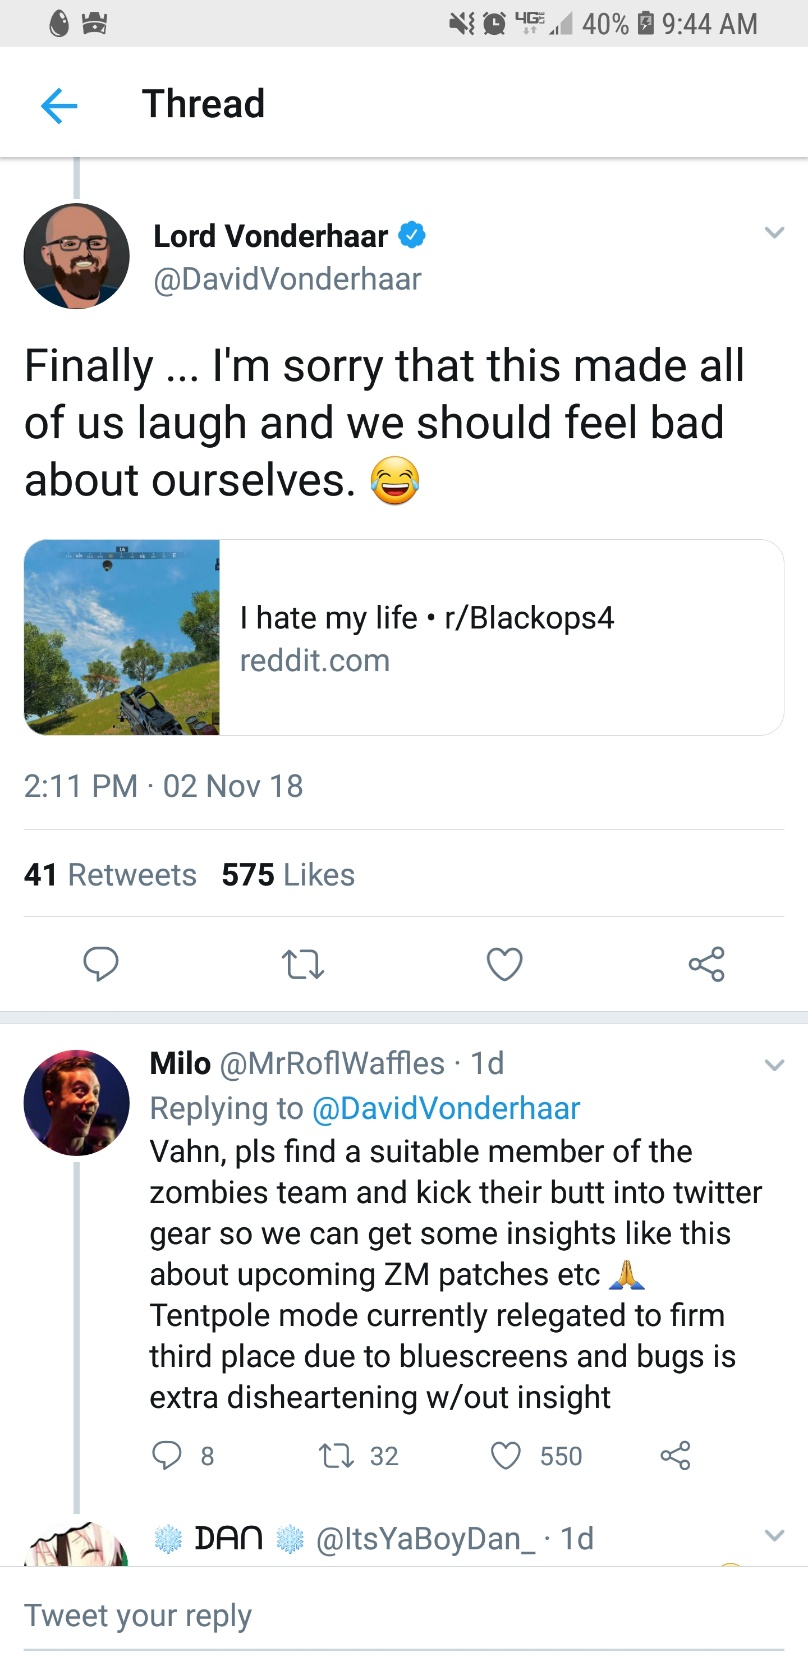 4GE 40% 9:44 AM
Thread
Lord Vonderhaar
@DavidVonderhaar
Finally ... I'm sorry that this made all
of us laugh and we should feel bad
about ourselves. 😂
I hate my life • r/Blackops4
reddit.com
2:11 PM · 02 Nov 18
41 Retweets 575 Likes
Milo @MrRoflWaffles · 1d
Replying to @DavidVonderhaar
Vahn, pls find a suitable member of the
zombies team and kick their butt into twitter
gear so we can get some insights like this
about upcoming ZM patches etc 🙏
Tentpole mode currently relegated to firm
third place due to bluescreens and bugs is
extra disheartening w/out insight
8 32 550
❄️ DAN ❄️ @ItsYaBoyDan_ · 1d
Tweet your reply